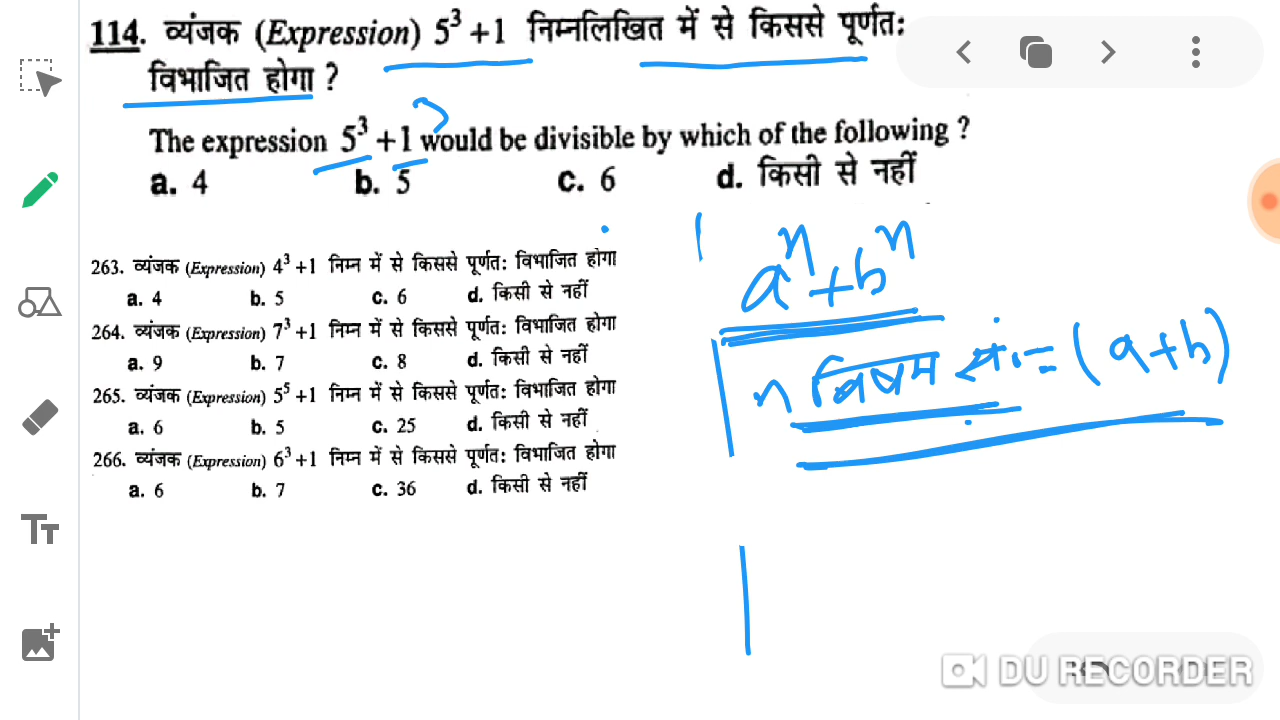 114. व्यंजक (Expression) 5³ +1 निम्नलिखित में से किससे पूर्णत:
विभाजित होगा ?
The expression 5³ +1 would be divisible by which of the following ?
a. 4 b. 5 c. 6 d. किसी से नहीं
263. व्यंजक (Expression) 4³ +1 निम्न में से किससे पूर्णत: विभाजित होगा
a. 4 b. 5 c. 6 d. किसी से नहीं
264. व्यंजक (Expression) 7³ +1 निम्न में से किससे पूर्णत: विभाजित होगा
a. 9 b. 7 c. 8 d. किसी से नहीं
265. व्यंजक (Expression) 5⁵ +1 निम्न में से किससे पूर्णत: विभाजित होगा
a. 6 b. 5 c. 25 d. किसी से नहीं
266. व्यंजक (Expression) 6³ +1 निम्न में से किससे पूर्णत: विभाजित होगा
a. 6 b. 7 c. 36 d. किसी से नहीं
aⁿ+bⁿ
n विषम सं.=(a+b)
Tт
DU RECORDER